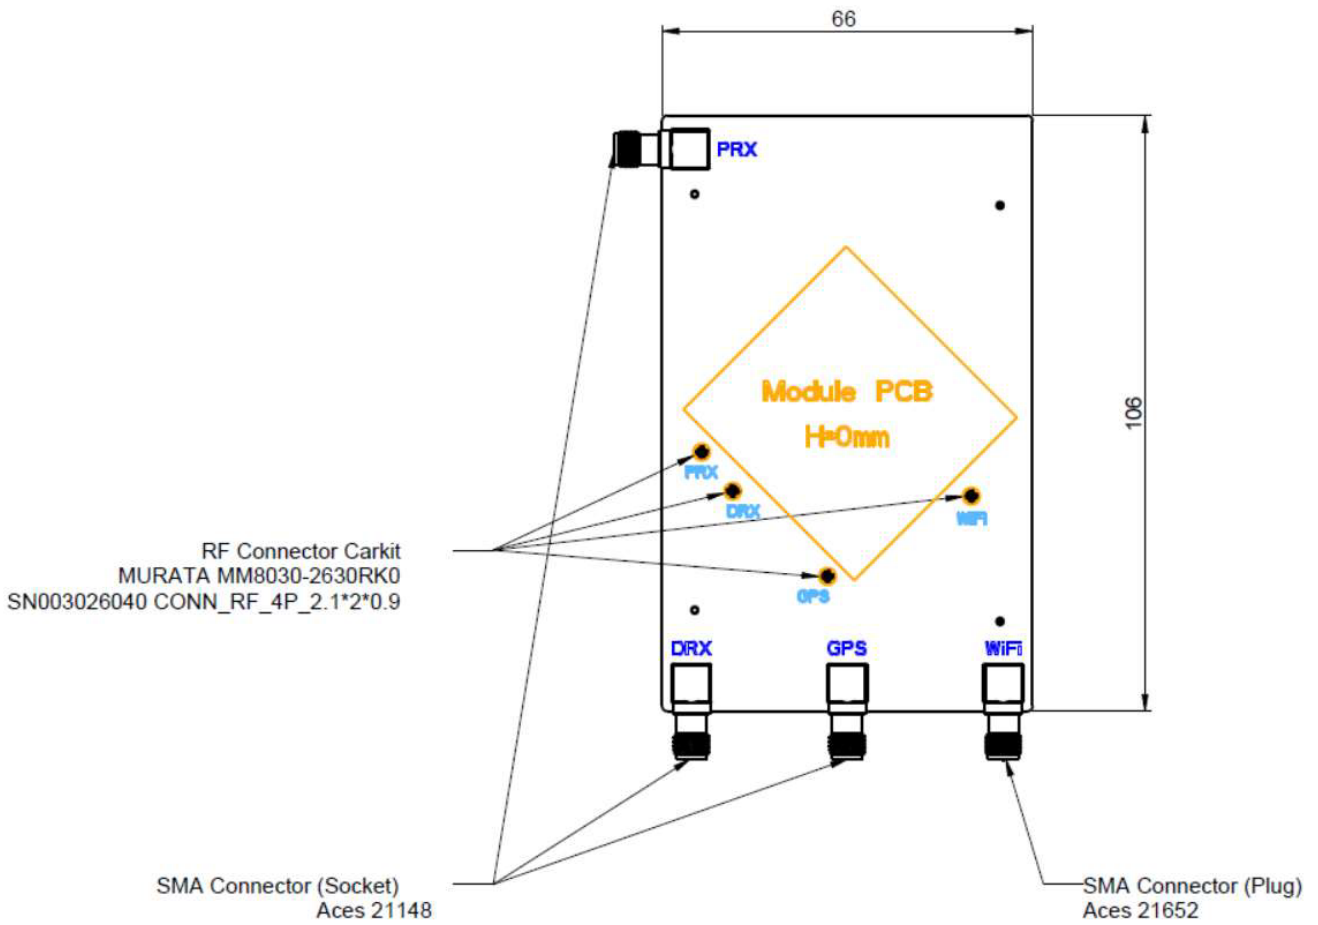 66
PRX
106
Module PCB
H=0mm
PRX
DRX
WiFi
GPS
RF Connector Carkit
MURATA MM8030-2630RK0
SN003026040 CONN_RF_4P_2.1*2*0.9
DRX
GPS
WiFi
SMA Connector (Socket)
Aces 21148
SMA Connector (Plug)
Aces 21652